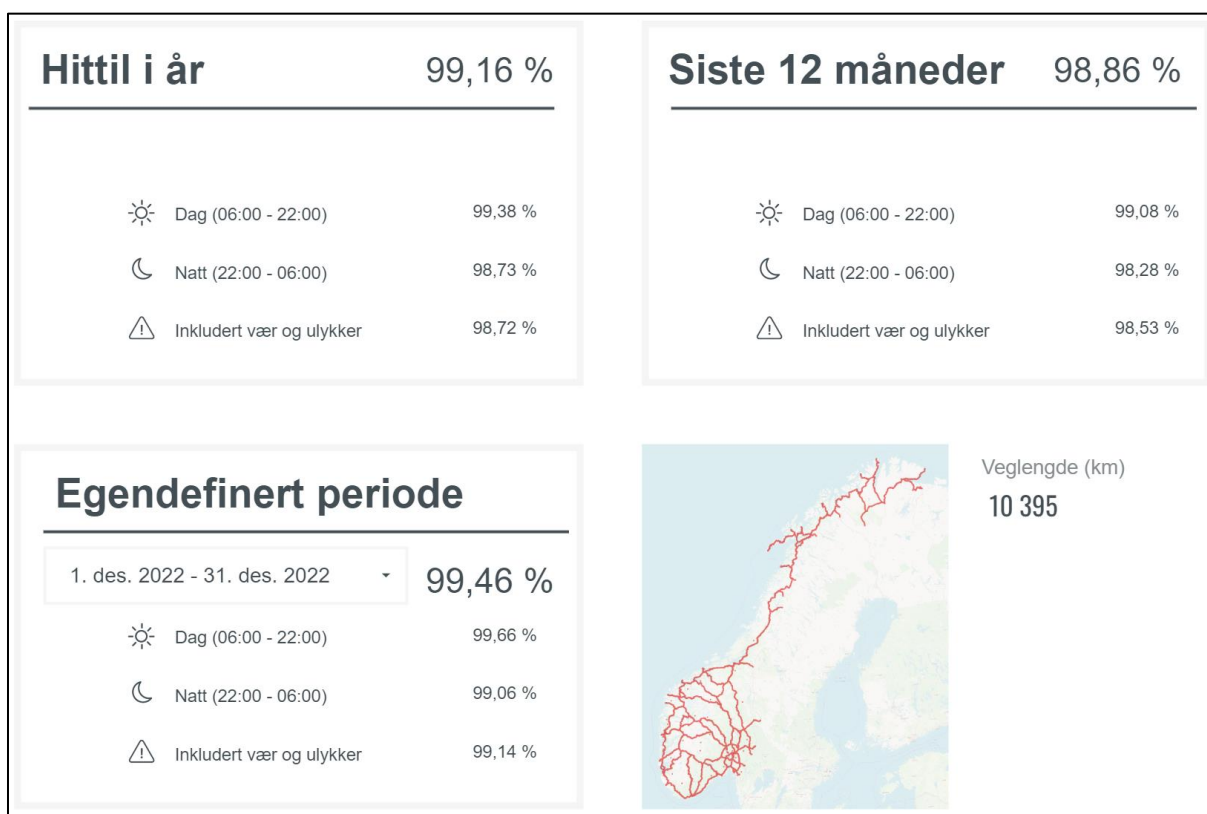 Hittil i år 99,16 %
Dag (06:00 - 22:00) 99,38 %
Natt (22:00 - 06:00) 98,73 %
Inkludert vær og ulykker 98,72 %
Siste 12 måneder 98,86 %
Dag (06:00 - 22:00) 99,08 %
Natt (22:00 - 06:00) 98,28 %
Inkludert vær og ulykker 98,53 %
Egendefinert periode
1. des. 2022 - 31. des. 2022 99,46 %
Dag (06:00 - 22:00) 99,66 %
Natt (22:00 - 06:00) 99,06 %
Inkludert vær og ulykker 99,14 %
Veglengde (km)
10 395